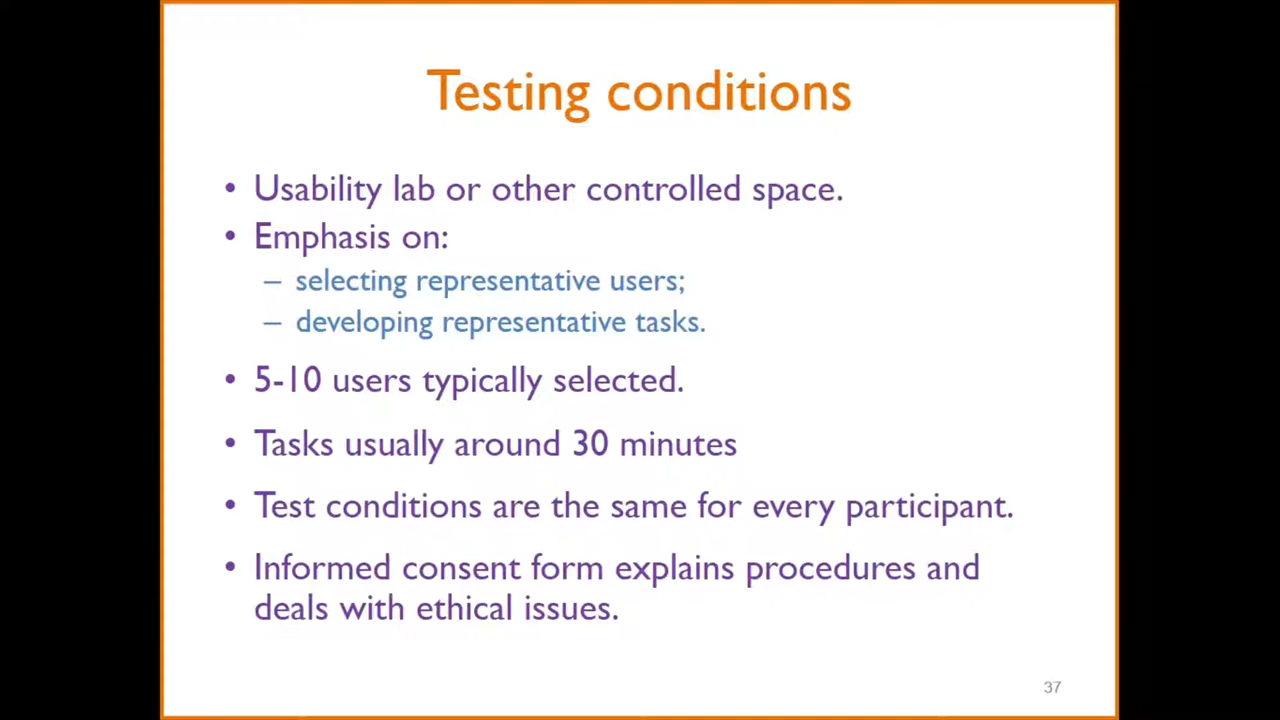 Testing conditions
• Usability lab or other controlled space.
• Emphasis on:
– selecting representative users;
– developing representative tasks.
• 5-10 users typically selected.
• Tasks usually around 30 minutes
• Test conditions are the same for every participant.
• Informed consent form explains procedures and
deals with ethical issues.
37